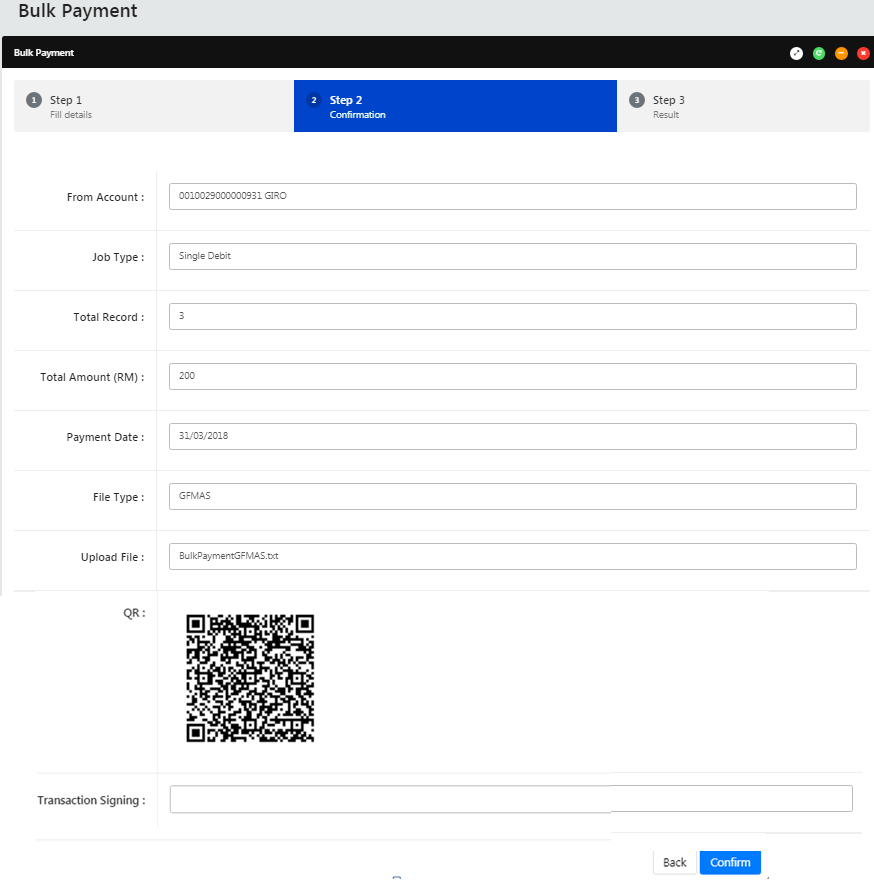 Bulk Payment
Bulk Payment
1 Step 1
Fill details
2 Step 2
Confirmation
3 Step 3
Result
From Account : 0010029000000931 GIRO
Job Type : Single Debit
Total Record : 3
Total Amount (RM) : 200
Payment Date : 31/03/2018
File Type : GFMAS
Upload File : BulkPaymentGFMAS.txt
QR :
Transaction Signing :
Back Confirm